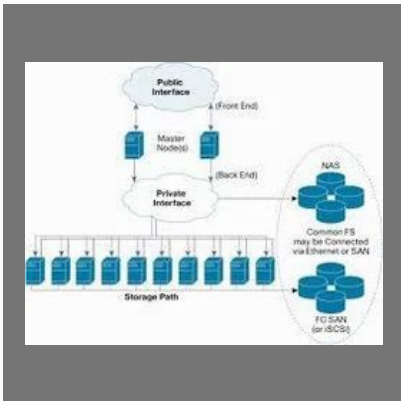 Public
Interface
(Front End)
Master
Node(s)
(Back End)
Private
Interface
NAS
Common FS
may be Connected
via Ethernet or SAN
Storage Path
FC SAN
(or iSCSI)